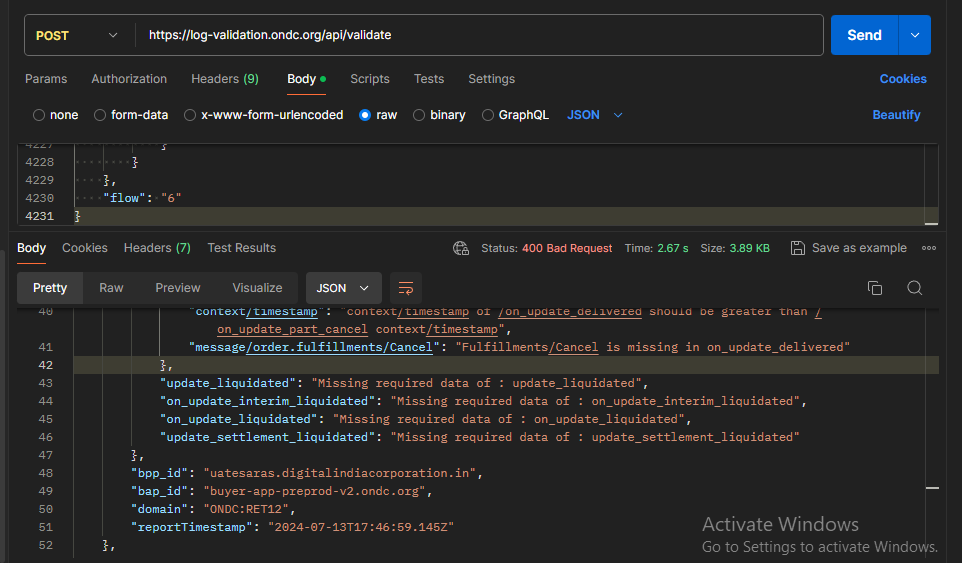 POST https://log-validation.ondc.org/api/validate Send
Params Authorization Headers (9) Body Scripts Tests Settings Cookies
none form-data x-www-form-urlencoded raw binary GraphQL JSON Beautify
4227 }
4228 }
4229 },
4230 "flow": "6"
4231 }
Body Cookies Headers (7) Test Results Status: 400 Bad Request Time: 2.67 s Size: 3.89 KB Save as example
Pretty Raw Preview Visualize JSON
40 "context/timestamp": "context/timestamp of /on_update_delivered should be greater than /
on_update_part_cancel context/timestamp",
41 "message/order.fulfillments/Cancel": "Fulfillments/Cancel is missing in on_update_delivered"
42 },
43 "update_liquidated": "Missing required data of : update_liquidated",
44 "on_update_interim_liquidated": "Missing required data of : on_update_interim_liquidated",
45 "on_update_liquidated": "Missing required data of : on_update_liquidated",
46 "update_settlement_liquidated": "Missing required data of : update_settlement_liquidated"
47 },
48 "bpp_id": "uatesaras.digitalindiacorporation.in",
49 "bap_id": "buyer-app-preprod-v2.ondc.org",
50 "domain": "ONDC:RET12",
51 "reportTimestamp": "2024-07-13T17:46:59.145Z"
52 },
Activate Windows
Go to Settings to activate Windows.